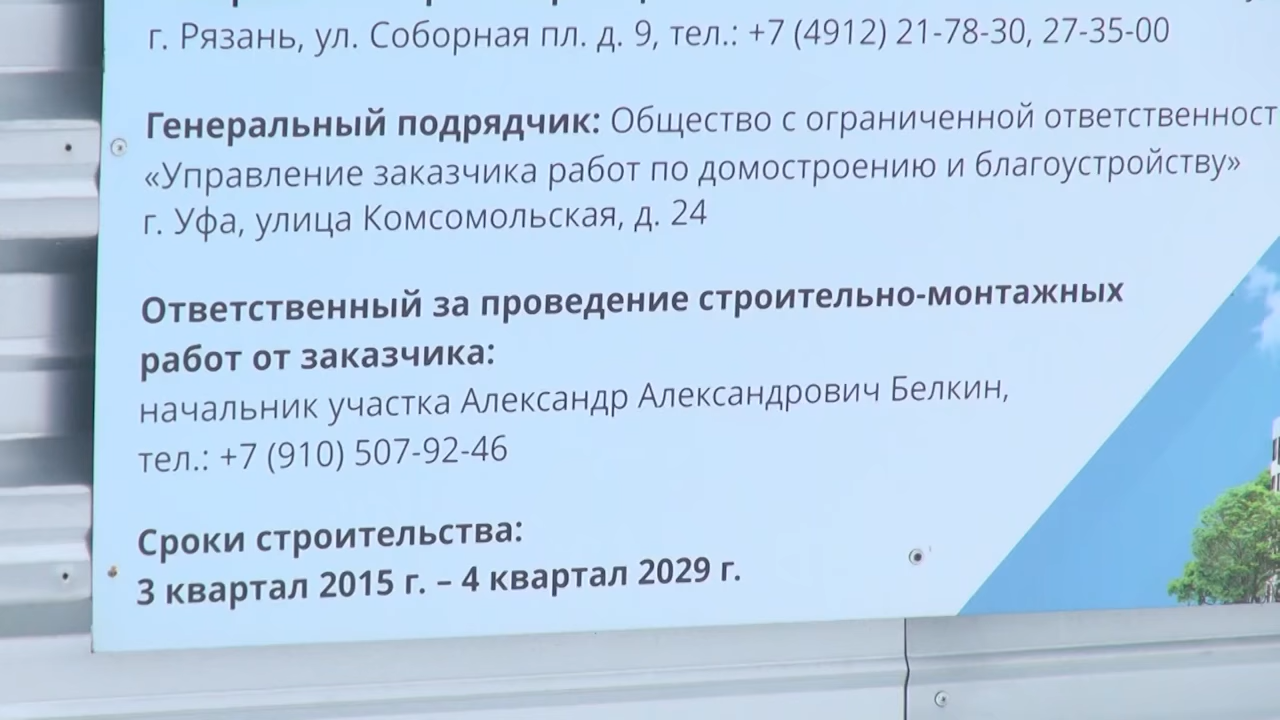 г. Рязань, ул. Соборная пл. д. 9, тел.: +7 (4912) 21-78-30, 27-35-00
Генеральный подрядчик: Общество с ограниченной ответственност
«Управление заказчика работ по домостроению и благоустройству»
г. Уфа, улица Комсомольская, д. 24
Ответственный за проведение строительно-монтажных
работ от заказчика:
начальник участка Александр Александрович Белкин,
тел.: +7 (910) 507-92-46
Сроки строительства:
3 квартал 2015 г. – 4 квартал 2029 г.